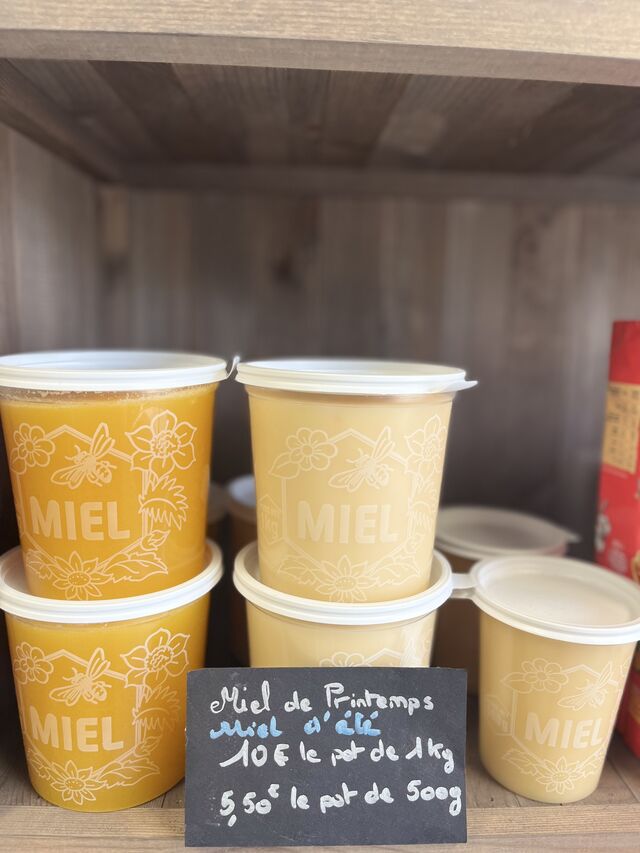 MIEL
MIEL
MIEL
MIEL
Miel de Printemps
Miel d'été
10€ le pot de 1kg
5,50€ le pot de 500g